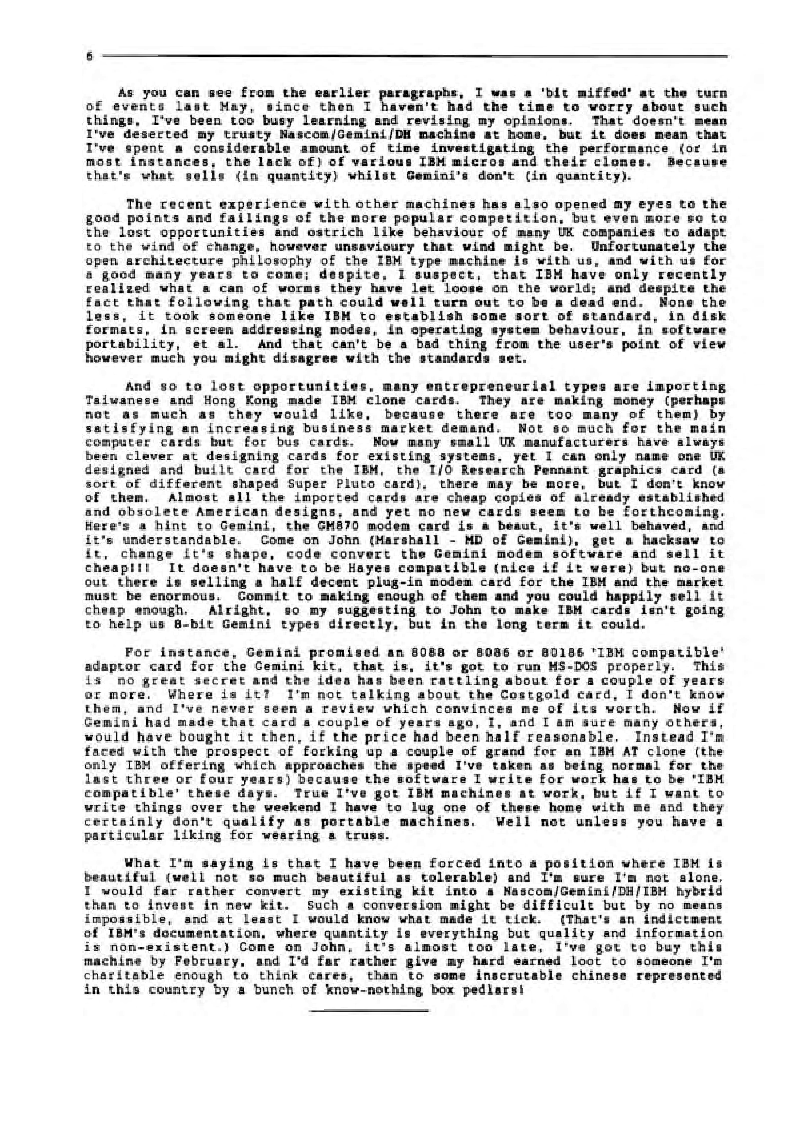 6
As you can see from the earlier paragraphs, I was a 'bit miffed' at the turn
of events last May, since then I haven't had the time to worry about such
things, I've been too busy learning and revising my opinions. That doesn't mean
I've deserted my trusty Nascom/Gemini/DH machine at home, but it does mean that
I've spent a considerable amount of time investigating the performance (or in
most instances, the lack of) of various IBM micros and their clones. Because
that's what sells (in quantity) whilst Gemini's don't (in quantity).
The recent experience with other machines has also opened my eyes to the
good points and failings of the more popular competition, but even more so to
the lost opportunities and ostrich like behaviour of many UK companies to adapt
to the wind of change, however unsavoury that wind might be. Unfortunately the
open architecture philosophy of the IBM type machine is with us, and with us for
a good many years to come; despite, I suspect, that IBM have only recently
realized what a can of worms they have let loose on the world; and despite the
fact that following that path could well turn out to be a dead end. None the
less, it took someone like IBM to establish some sort of standard, in disk
formats, in screen addressing modes, in operating system behaviour, in software
portability, et al. And that can't be a bad thing from the user's point of view
however much you might disagree with the standards set.
And so to lost opportunities, many entrepreneurial types are importing
Taiwanese and Hong Kong made IBM clone cards. They are making money (perhaps
not as much as they would like, because there are too many of them) by
satisfying an increasing business market demand. Not so much for the main
computer cards but for bus cards. Now many small UK manufacturers have always
been clever at designing cards for existing systems, yet I can only name one UK
designed and built card for the IBM, the I/O Research Pennant graphics card (a
sort of different shaped Super Pluto card), there may be more, but I don't know
of them. Almost all the imported cards are cheap copies of already established
and obsolete American designs, and yet no new cards seem to be forthcoming.
Here's a hint to Gemini, the GM870 modem card is a beaut, it's well behaved, and
it's understandable. Come on John (Marshall - MD of Gemini), get a hacksaw to
it, change it's shape, code convert the Gemini modem software and sell it
cheap!!! It doesn't have to be Hayes compatible (nice if it were) but no-one
out there is selling a half decent plug-in modem card for the IBM and the market
must be enormous. Commit to making enough of them and you could happily sell it
cheap enough. Alright, so my suggesting to John to make IBM cards isn't going
to help us 8-bit Gemini types directly, but in the long term it could.
For instance, Gemini promised an 8088 or 8086 or 80186 'IBM compatible'
adaptor card for the Gemini kit, that is, it's got to run MS-DOS properly. This
is no great secret and the idea has been rattling about for a couple of years
or more. Where is it? I'm not talking about the Costgold card, I don't know
them, and I've never seen a review which convinces me of its worth. Now if
Gemini had made that card a couple of years ago, I, and I am sure many others,
would have bought it then, if the price had been half reasonable. Instead I'm
faced with the prospect of forking up a couple of grand for an IBM AT clone (the
only IBM offering which approaches the speed I've taken as being normal for the
last three or four years) because the software I write for work has to be 'IBM
compatible' these days. True I've got IBM machines at work, but if I want to
write things over the weekend I have to lug one of these home with me and they
certainly don't qualify as portable machines. Well not unless you have a
particular liking for wearing a truss.
What I'm saying is that I have been forced into a position where IBM is
beautiful (well not so much beautiful as tolerable) and I'm sure I'm not alone.
I would far rather convert my existing kit into a Nascom/Gemini/DH/IBM hybrid
than to invest in new kit. Such a conversion might be difficult but by no means
impossible, and at least I would know what made it tick. (That's an indictment
of IBM's documentation, where quantity is everything but quality and information
is non-existent.) Come on John, it's almost too late, I've got to buy this
machine by February, and I'd far rather give my hard earned loot to someone I'm
charitable enough to think cares, than to some inscrutable chinese represented
in this country by a bunch of know-nothing box pedlars!